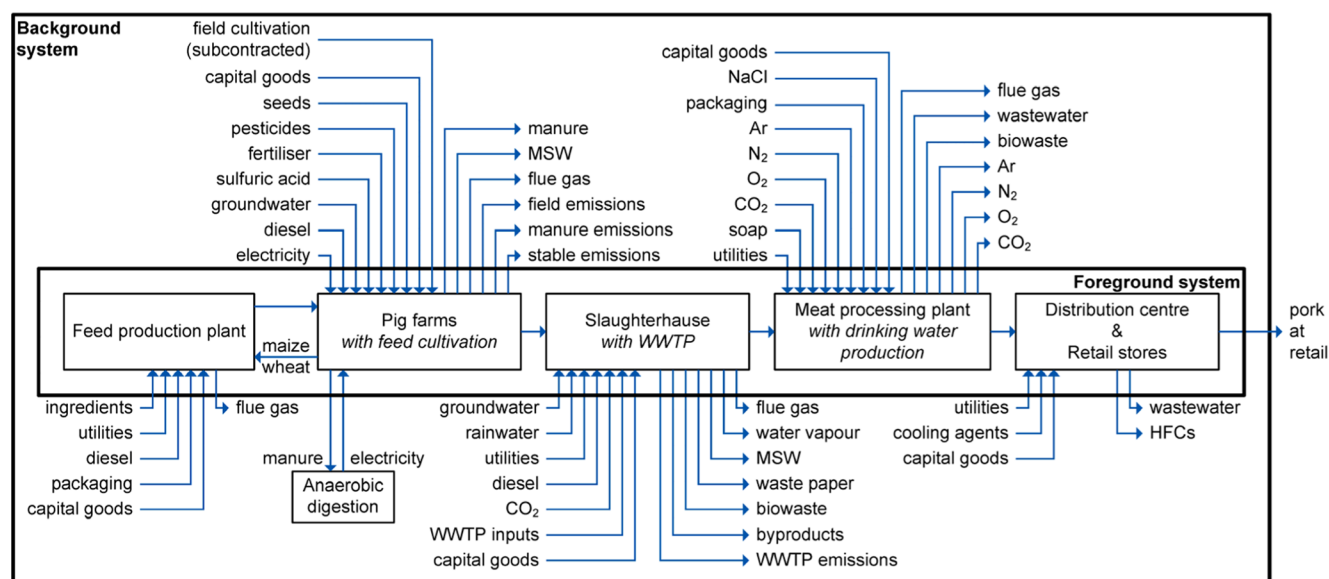 Background
system
field cultivation
(subcontracted)
capital goods
seeds
pesticides
fertiliser
sulfuric acid
groundwater
diesel
electricity
manure
MSW
flue gas
field emissions
manure emissions
stable emissions
capital goods
NaCl
packaging
Ar
N₂
O₂
CO₂
soap
utilities
flue gas
wastewater
biowaste
Ar
N₂
O₂
CO₂
Foreground system
Feed production plant
maize
wheat
Pig farms
with feed cultivation
Slaughterhause
with WWTP
Meat processing plant
with drinking water
production
Distribution centre
&
Retail stores
pork
at
retail
ingredients
utilities
diesel
packaging
capital goods
flue gas
manure
electricity
Anaerobic
digestion
groundwater
rainwater
utilities
diesel
CO₂
WWTP inputs
capital goods
flue gas
water vapour
MSW
waste paper
biowaste
byproducts
WWTP emissions
utilities
cooling agents
capital goods
wastewater
HFCs